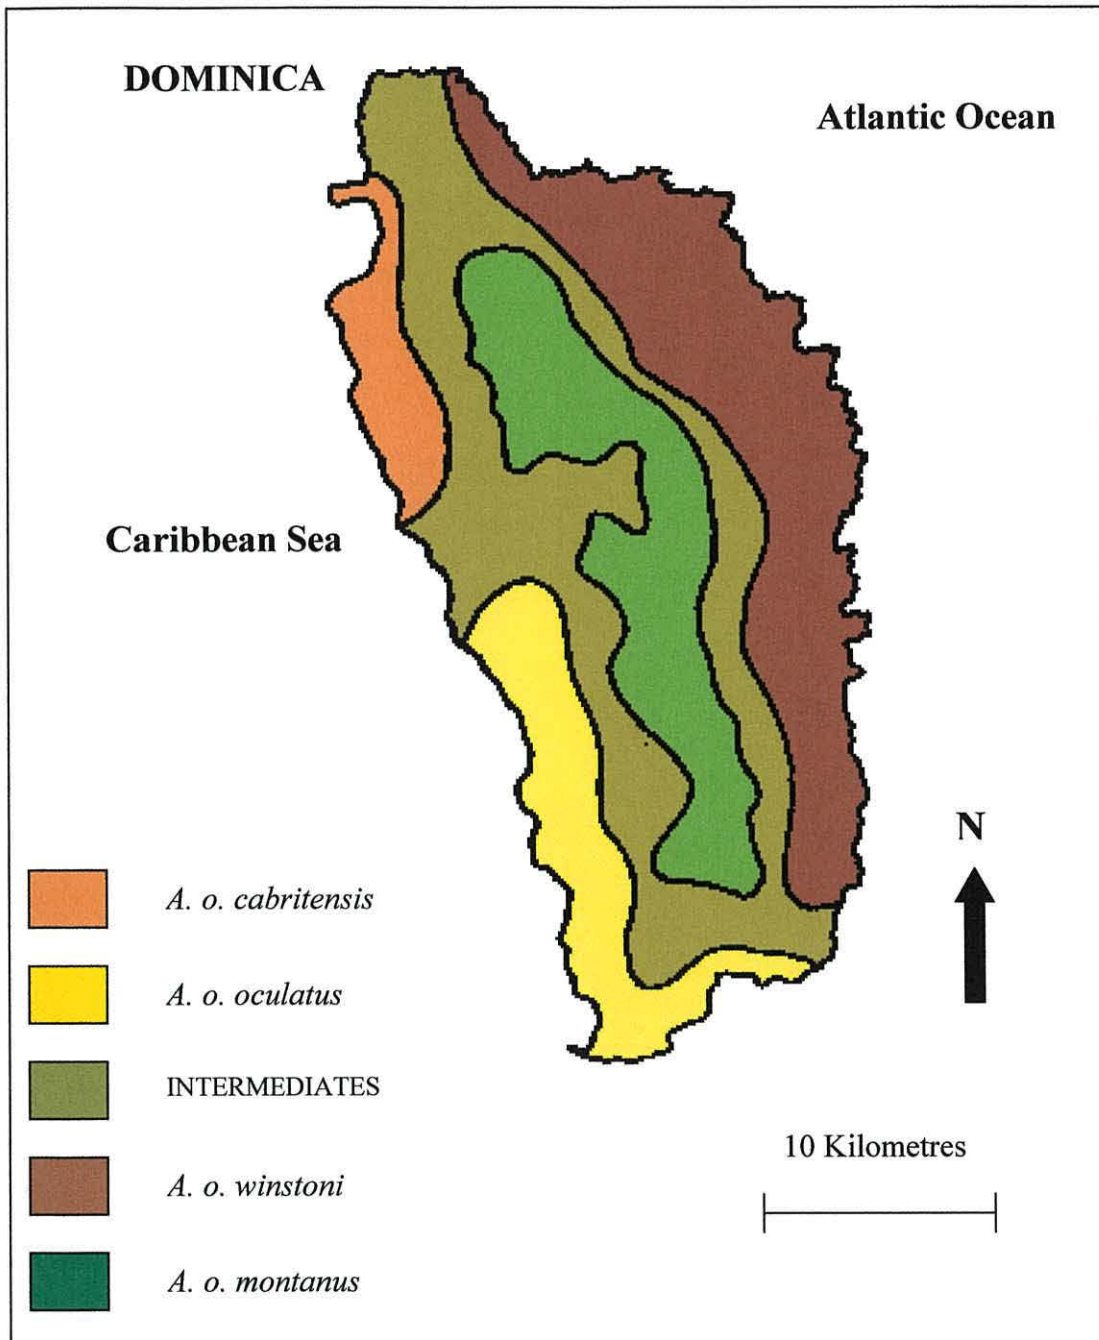 DOMINICA
Atlantic Ocean
Caribbean Sea
N
A. o. cabritensis
A. o. oculatus
INTERMEDIATES
A. o. winstoni
A. o. montanus
10 Kilometres